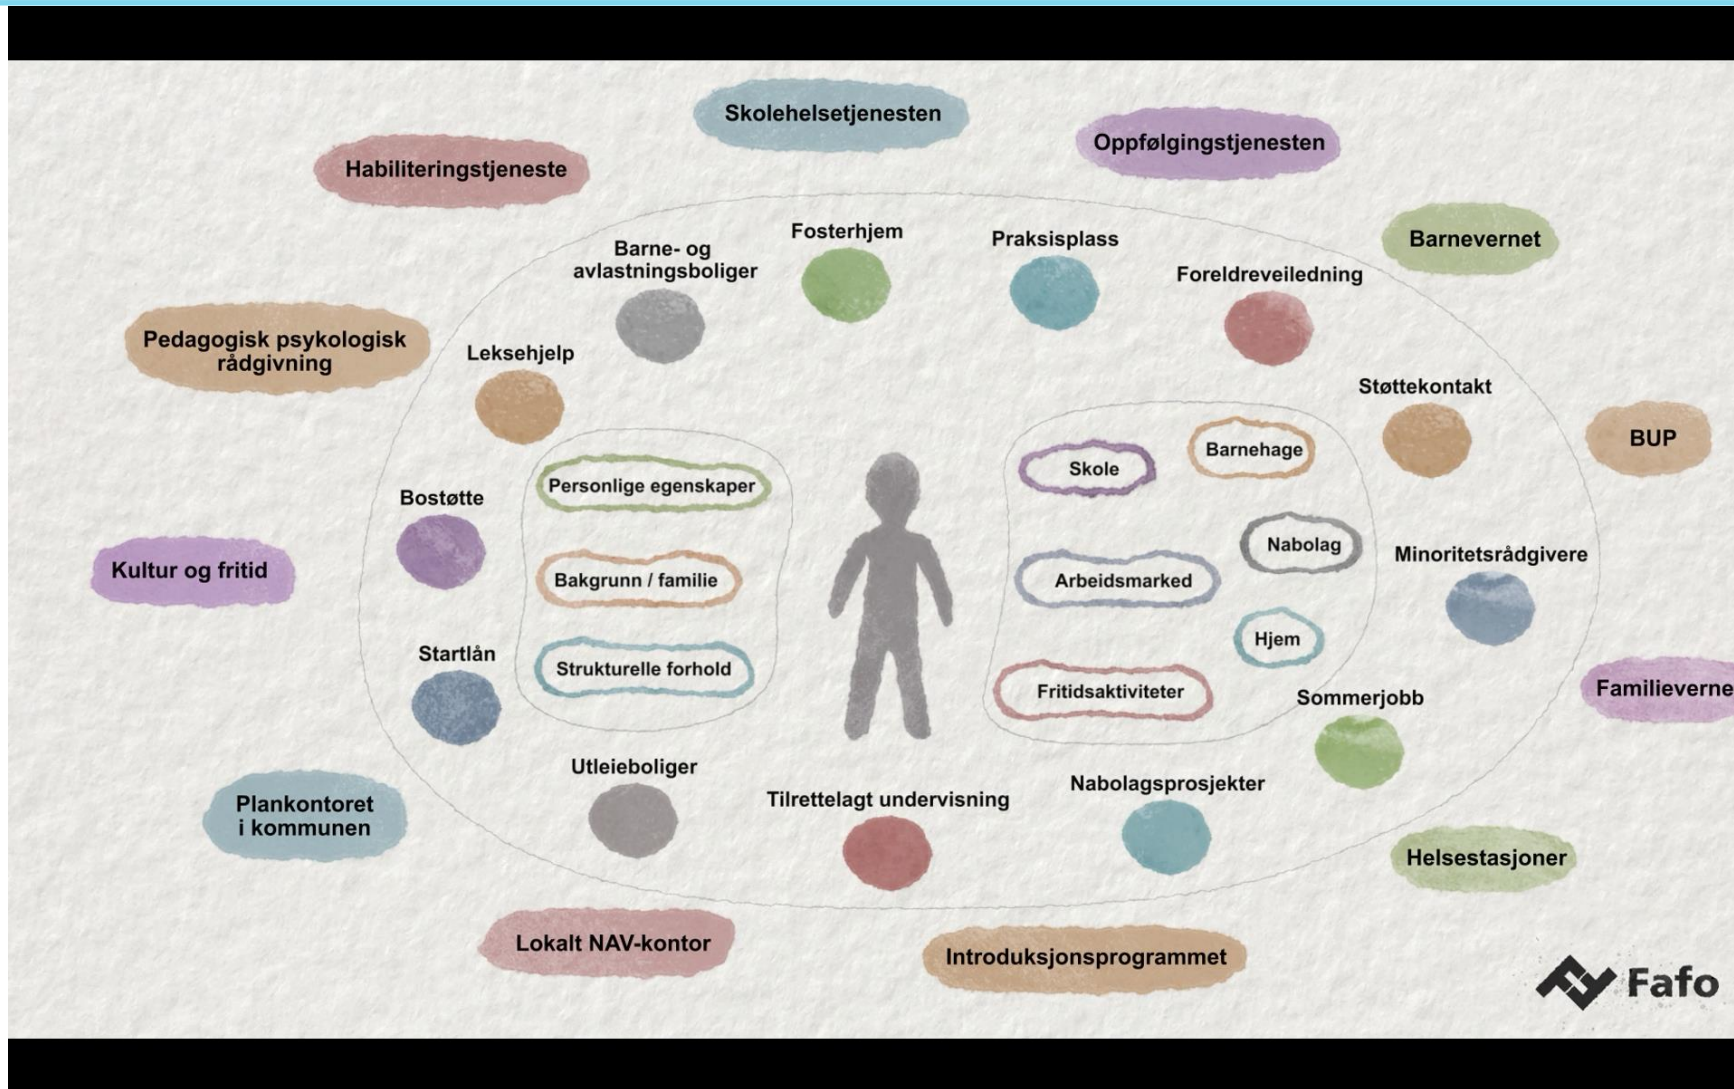 Skolehelsetjenesten
Oppfølgingstjenesten
Habiliteringstjeneste
Barnevernet
Fosterhjem
Praksisplass
Barne- og
avlastningsboliger
Foreldreveiledning
Pedagogisk psykologisk
rådgivning
Leksehjelp
Støttekontakt
BUP
Barnehage
Skole
Personlige egenskaper
Bostøtte
Nabolag
Minoritetsrådgivere
Kultur og fritid
Bakgrunn / familie
Arbeidsmarked
Hjem
Startlån
Strukturelle forhold
Fritidsaktiviteter
Sommerjobb
Familieverne
Utleieboliger
Tilrettelagt undervisning
Nabolagsprosjekter
Plankontoret
i kommunen
Helsestasjoner
Lokalt NAV-kontor
Introduksjonsprogrammet
Fafo